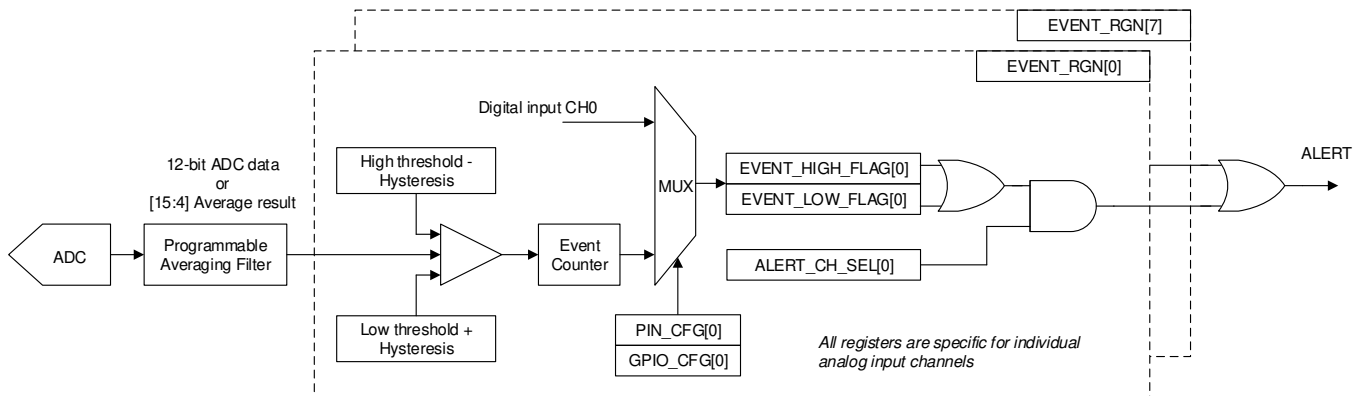 EVENT_RGN[7]
EVENT_RGN[0]
Digital input CH0
12-bit ADC data
or
[15:4] Average result
High threshold -
Hysteresis
MUX
EVENT_HIGH_FLAG[0]
EVENT_LOW_FLAG[0]
ALERT
ADC
Programmable
Averaging Filter
Event
Counter
ALERT_CH_SEL[0]
Low threshold +
Hysteresis
PIN_CFG[0]
GPIO_CFG[0]
All registers are specific for individual
analog input channels